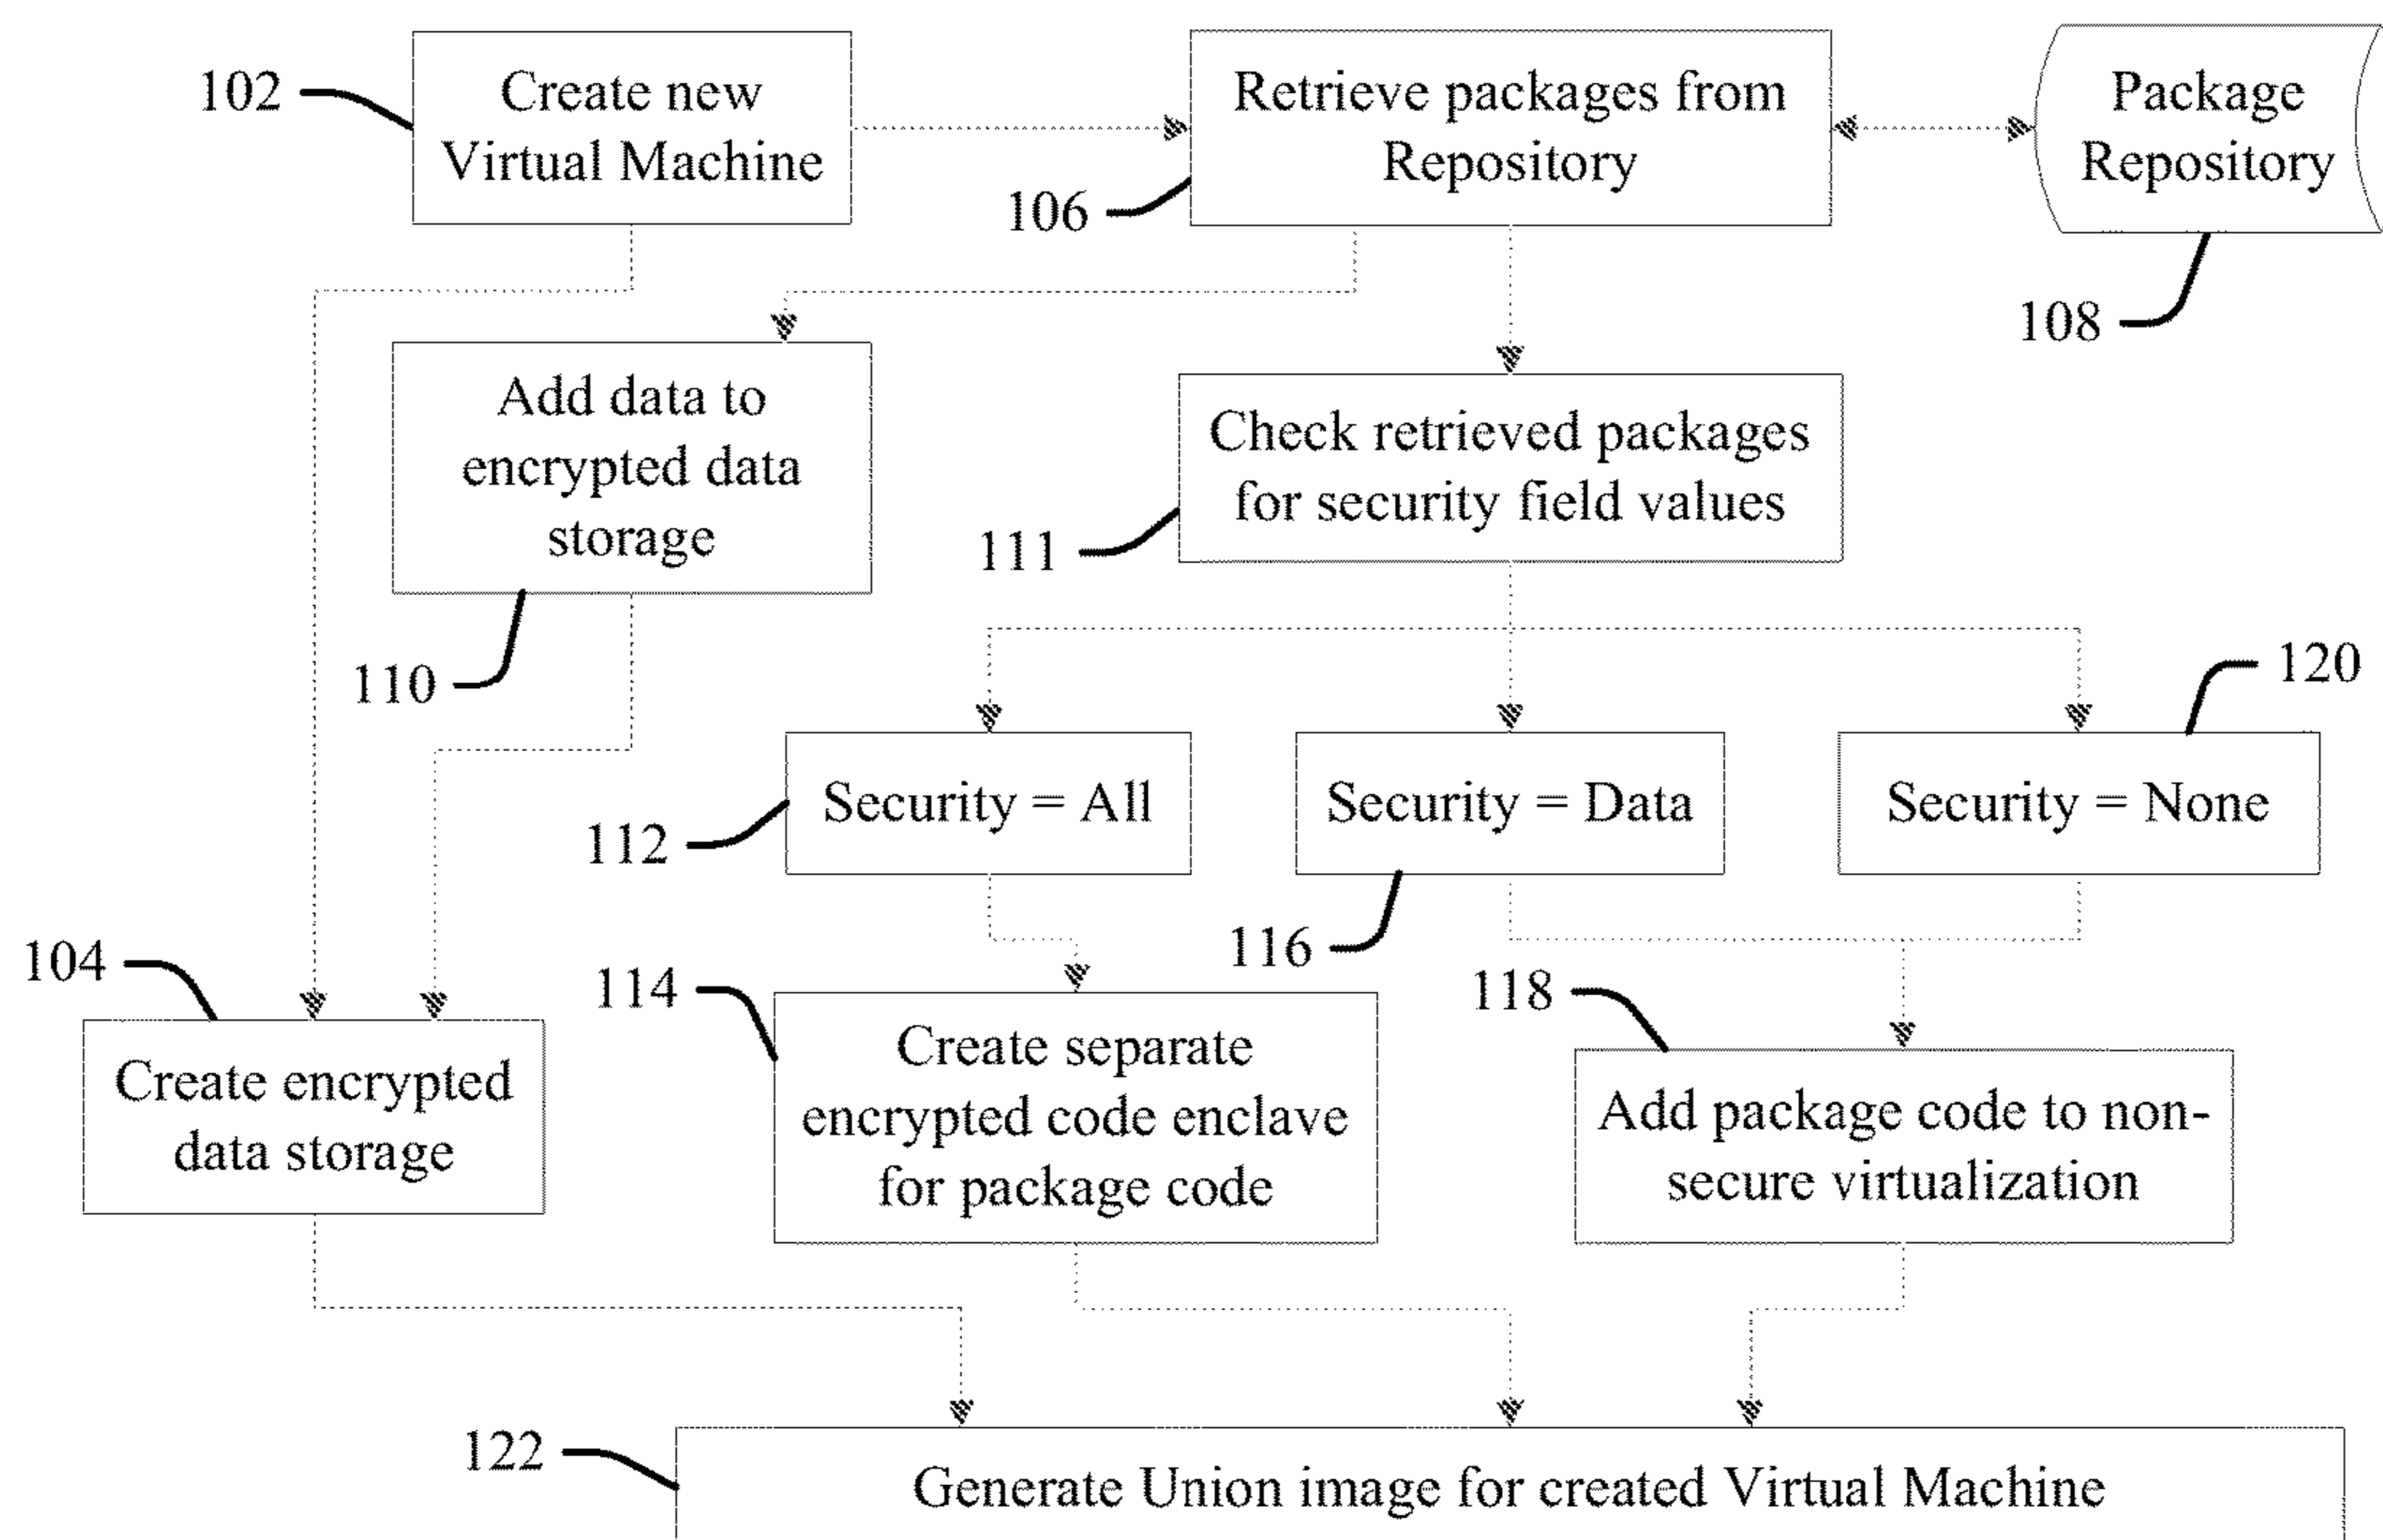 102
Create new
Virtual Machine
Retrieve packages from
Repository
106
Package
Repository
108
Add data to
encrypted data
storage
110
Check retrieved packages
for security field values
111
120
Security = All
112
Security = Data
116
Security = None
104
Create encrypted
data storage
114
Create separate
encrypted code enclave
for package code
118
Add package code to non-
secure virtualization
122
Generate Union image for created Virtual Machine